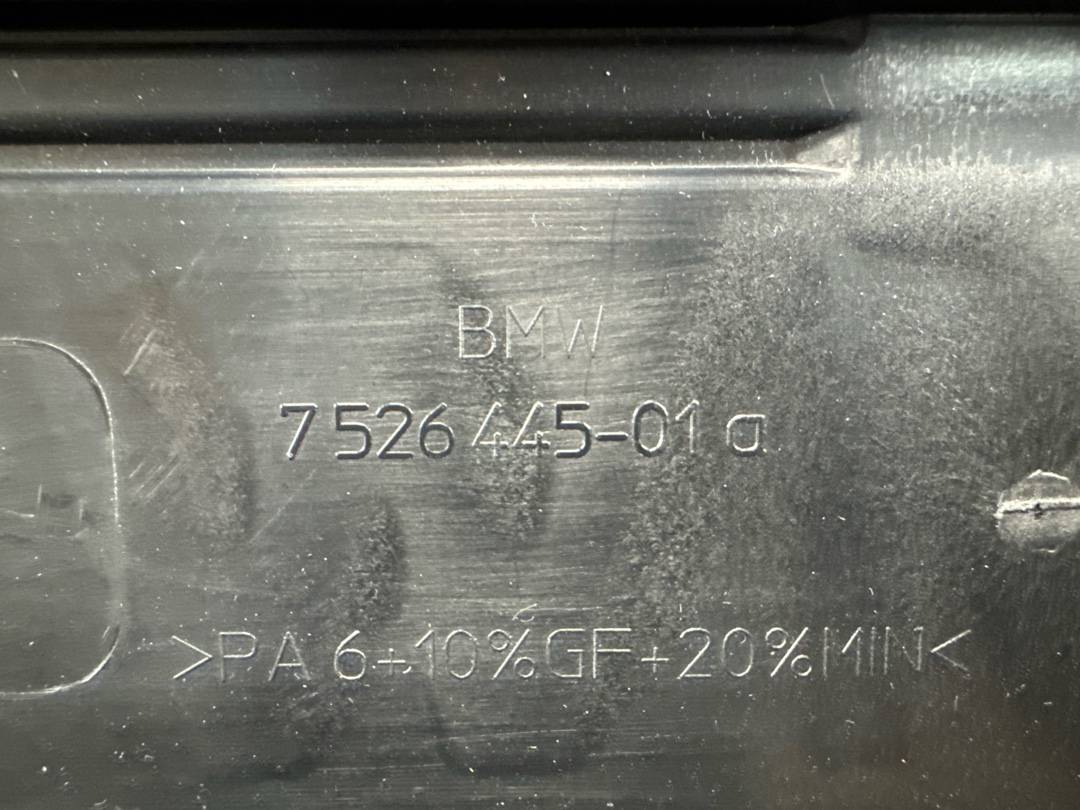 BMW
7 526 445-01 a
>PA 6+10%GF+20%MIN<